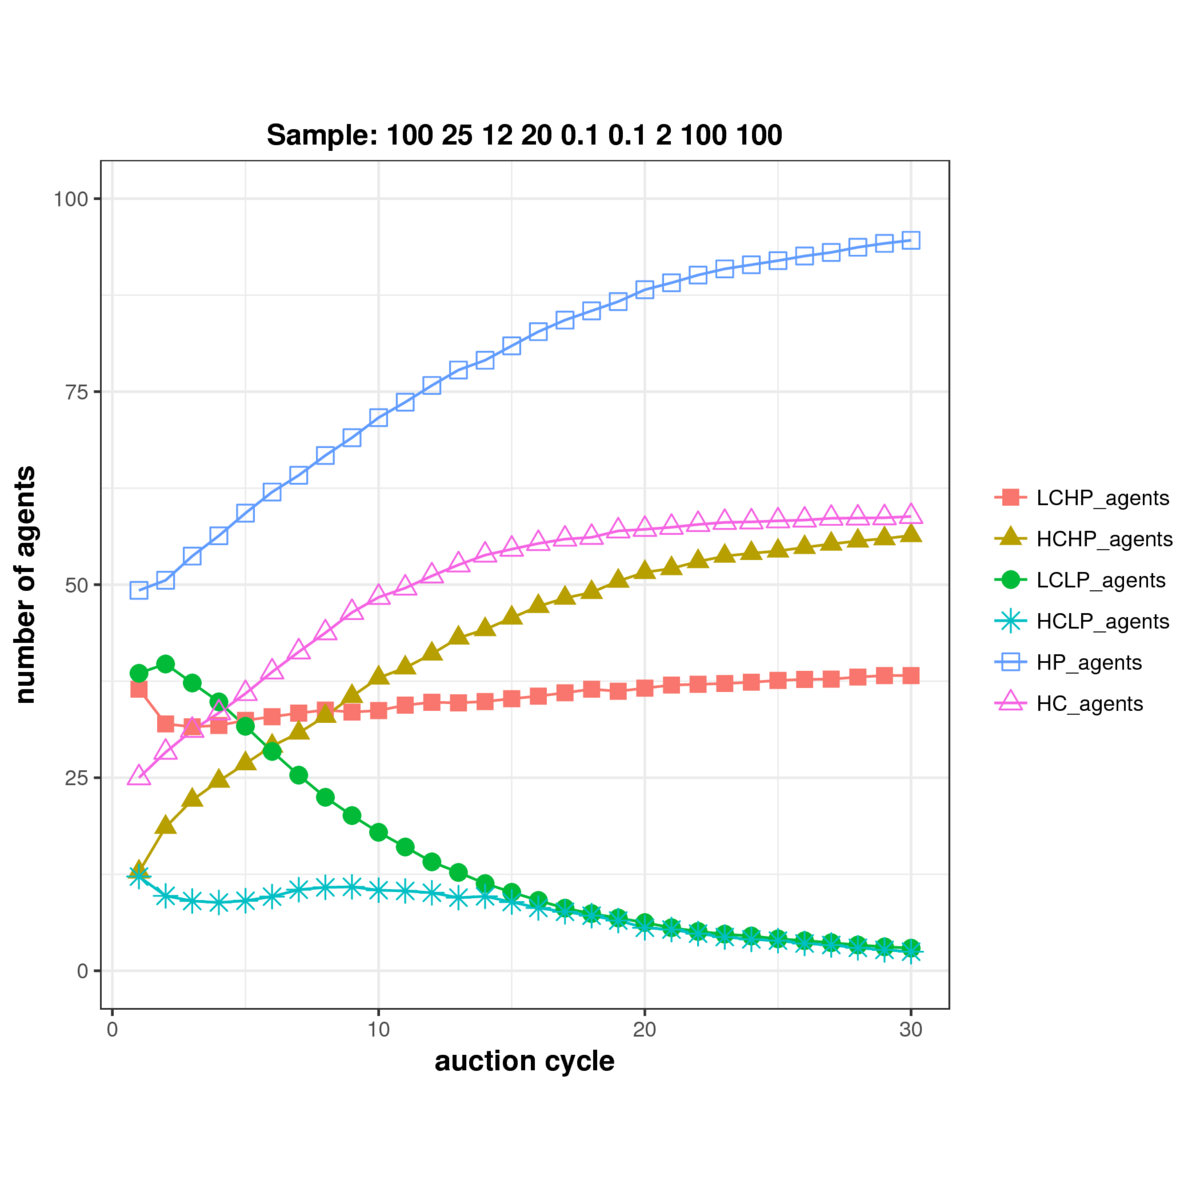 Sample: 100 25 12 20 0.1 0.1 2 100 100
number of agents
100
75
50
25
0
0 10 20 30
auction cycle
LCHP_agents
HCHP_agents
LCLP_agents
HCLP_agents
HP_agents
HC_agents